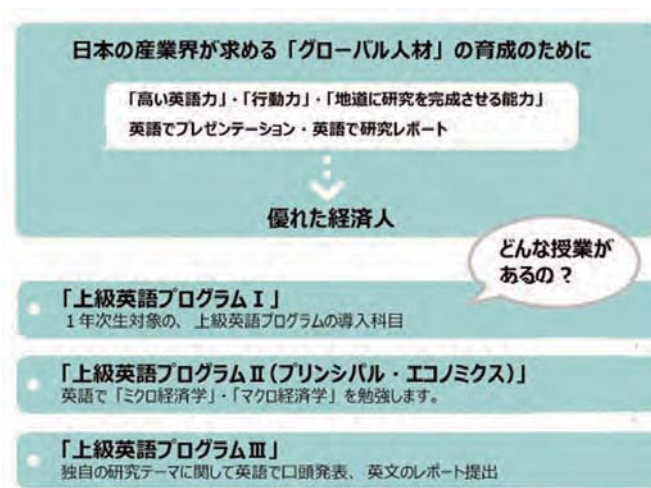 日本の産業界が求める「グローバル人材」の育成のために
「高い英語力」・「行動力」・「地道に研究を完成させる能力」
英語でプレゼンテーション・英語で研究レポート
優れた経済人
どんな授業が
あるの？
「上級英語プログラムⅠ」
１年次生対象の、上級英語プログラムの導入科目
「上級英語プログラムⅡ（プリンシパル・エコノミクス）」
英語で「ミクロ経済学」・「マクロ経済学」を勉強します。
「上級英語プログラムⅢ」
独自の研究テーマに関して英語で口頭発表、英文のレポート提出